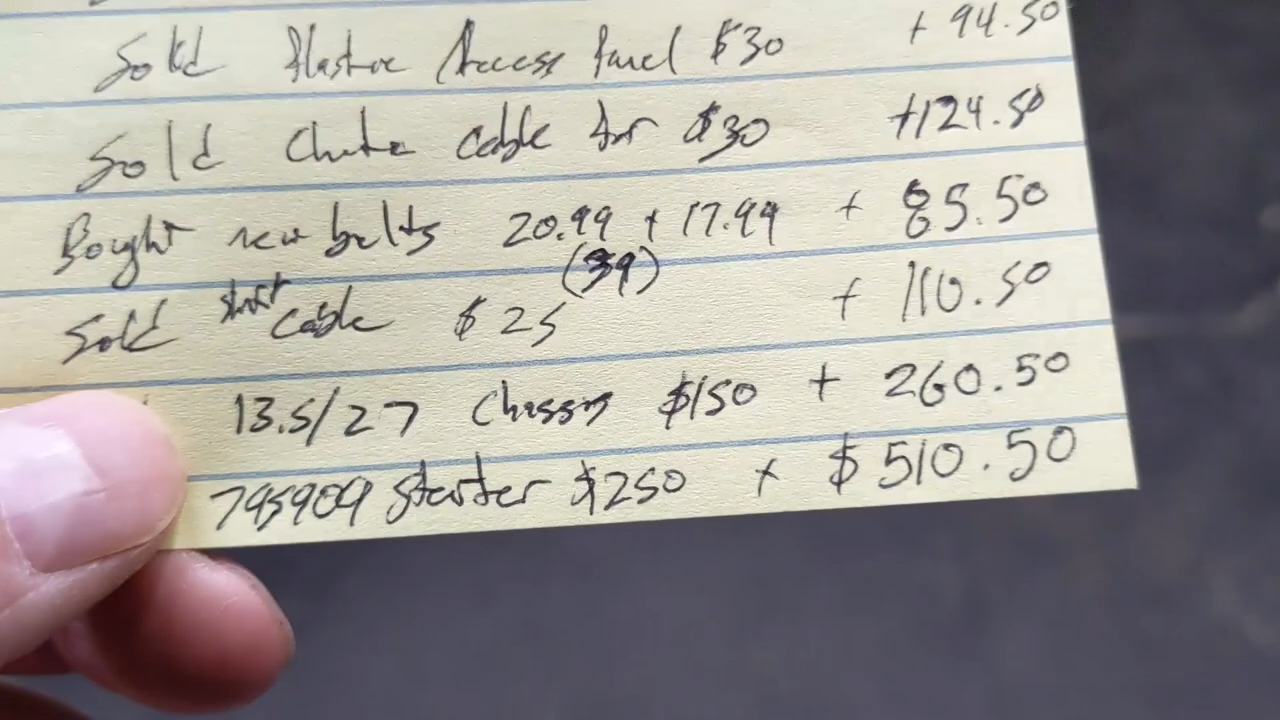 Sold Plastic Access Panel $30 + 94.50
Sold Chute cable for $30 +124.50
Bought new belts 20.99 + 17.99 + 85.50
(39)
Sold short cable $25 + 110.50
13.5/27 Chassis $150 + 260.50
795909 starter $250 + $510.50